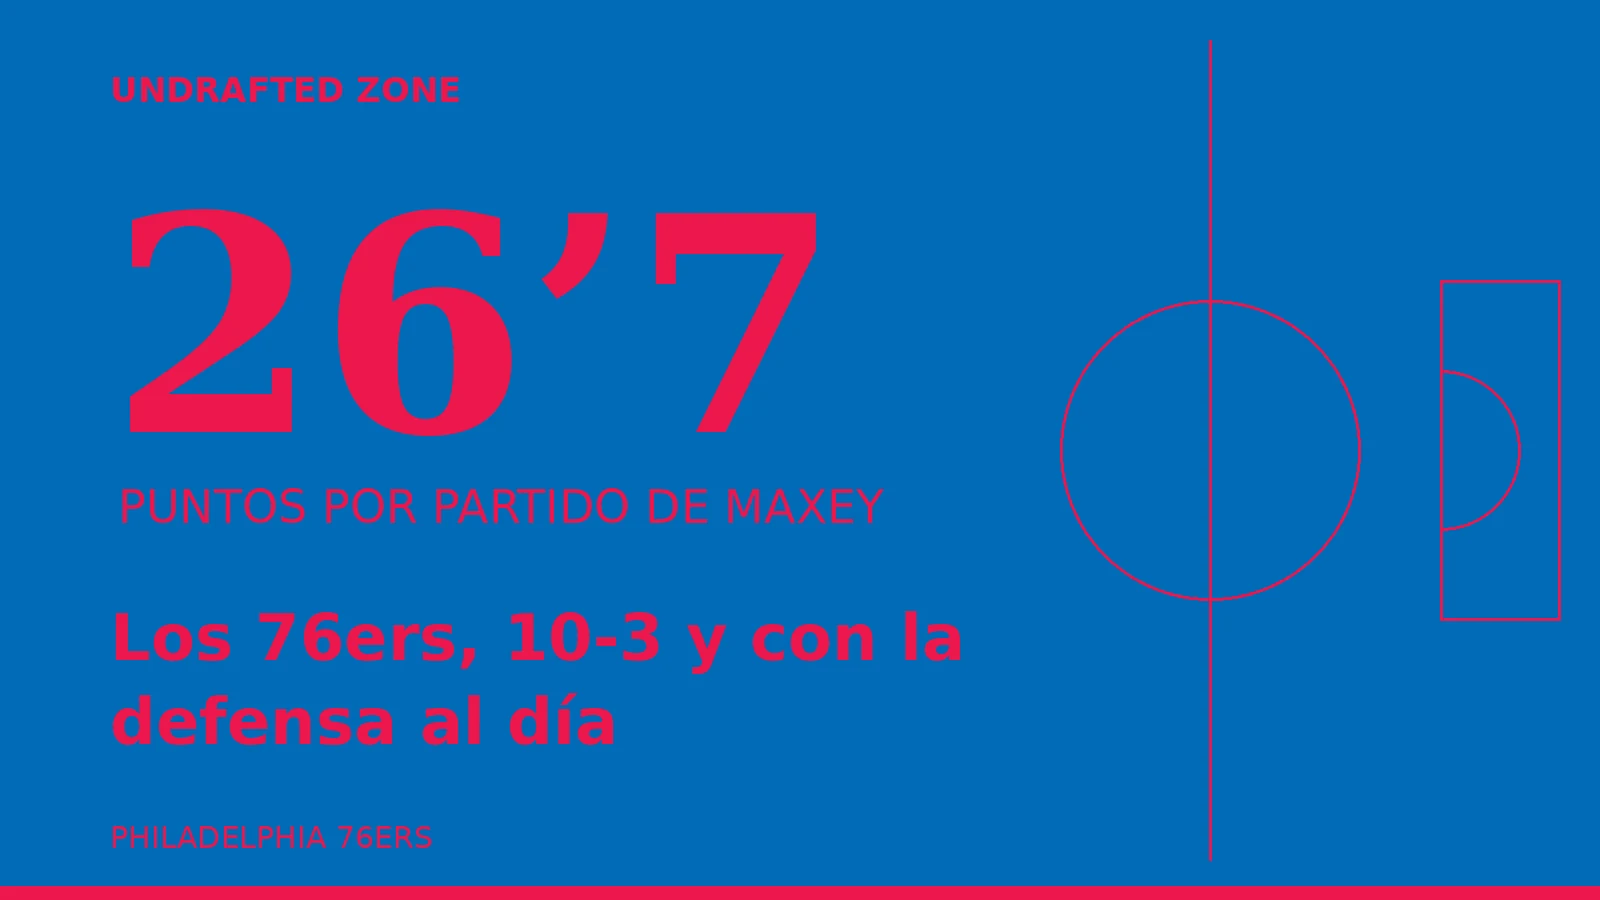 UNDRAFTED ZONE
26’7
PUNTOS POR PARTIDO DE MAXEY
Los 76ers, 10-3 y con la
defensa al día
PHILADELPHIA 76ERS